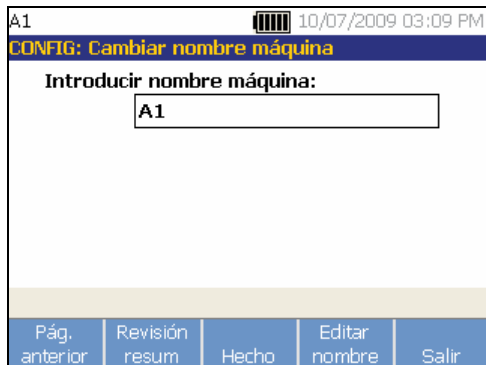 A1 10/07/2009 03:09 PM
CONFIG: Cambiar nombre máquina
Introducir nombre máquina:
A1
Pág. anterior
Revisión resum
Hecho
Editar nombre
Salir